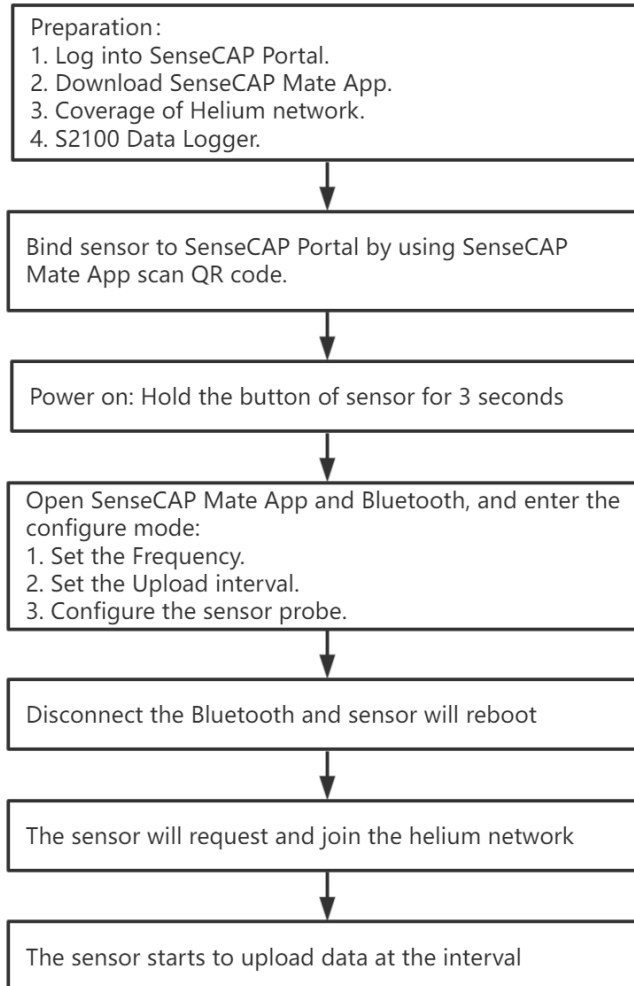 Preparation：
1. Log into SenseCAP Portal.
2. Download SenseCAP Mate App.
3. Coverage of Helium network.
4. S2100 Data Logger.
Bind sensor to SenseCAP Portal by using SenseCAP
Mate App scan QR code.
Power on: Hold the button of sensor for 3 seconds
Open SenseCAP Mate App and Bluetooth, and enter the
configure mode:
1. Set the Frequency.
2. Set the Upload interval.
3. Configure the sensor probe.
Disconnect the Bluetooth and sensor will reboot
The sensor will request and join the helium network
The sensor starts to upload data at the interval